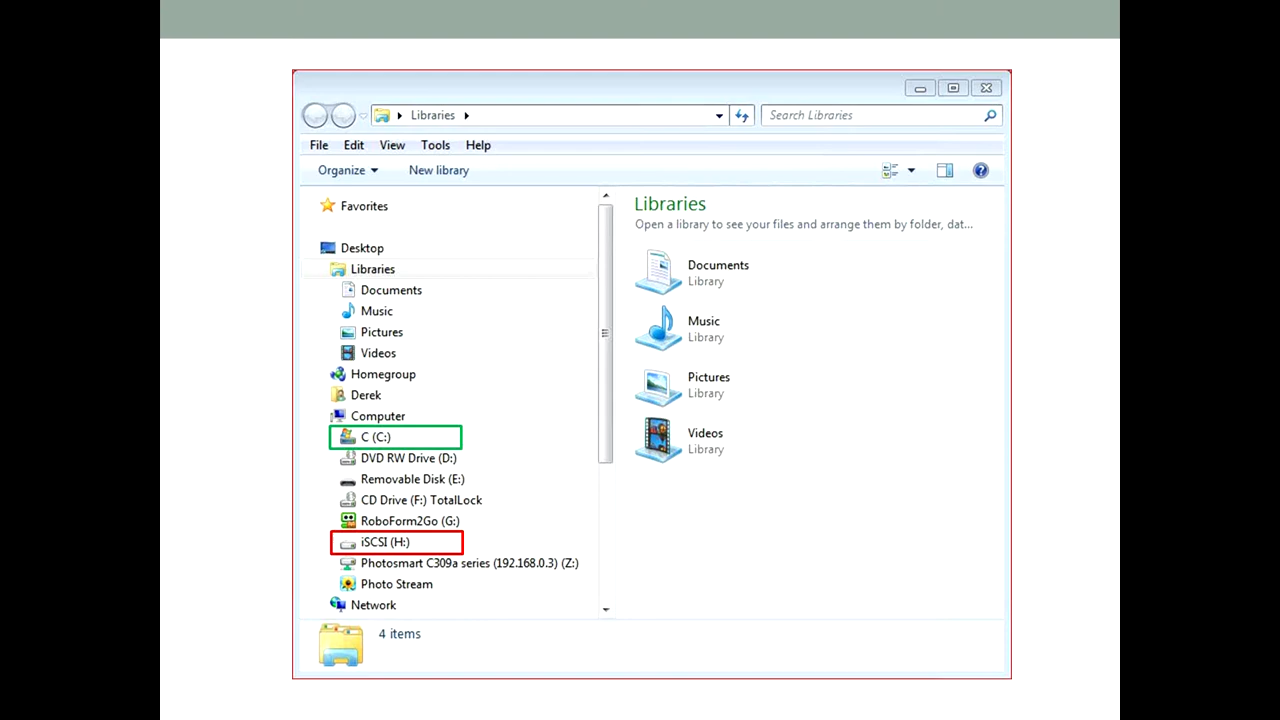 Libraries
Search Libraries
File Edit View Tools Help
Organize New library
Favorites
Desktop
Libraries
Documents
Music
Pictures
Videos
Homegroup
Derek
Computer
C (C:)
DVD RW Drive (D:)
Removable Disk (E:)
CD Drive (F:) TotalLock
RoboForm2Go (G:)
iSCSI (H:)
Photosmart C309a series (192.168.0.3) (Z:)
Photo Stream
Network
Libraries
Open a library to see your files and arrange them by folder, dat...
Documents
Library
Music
Library
Pictures
Library
Videos
Library
4 items